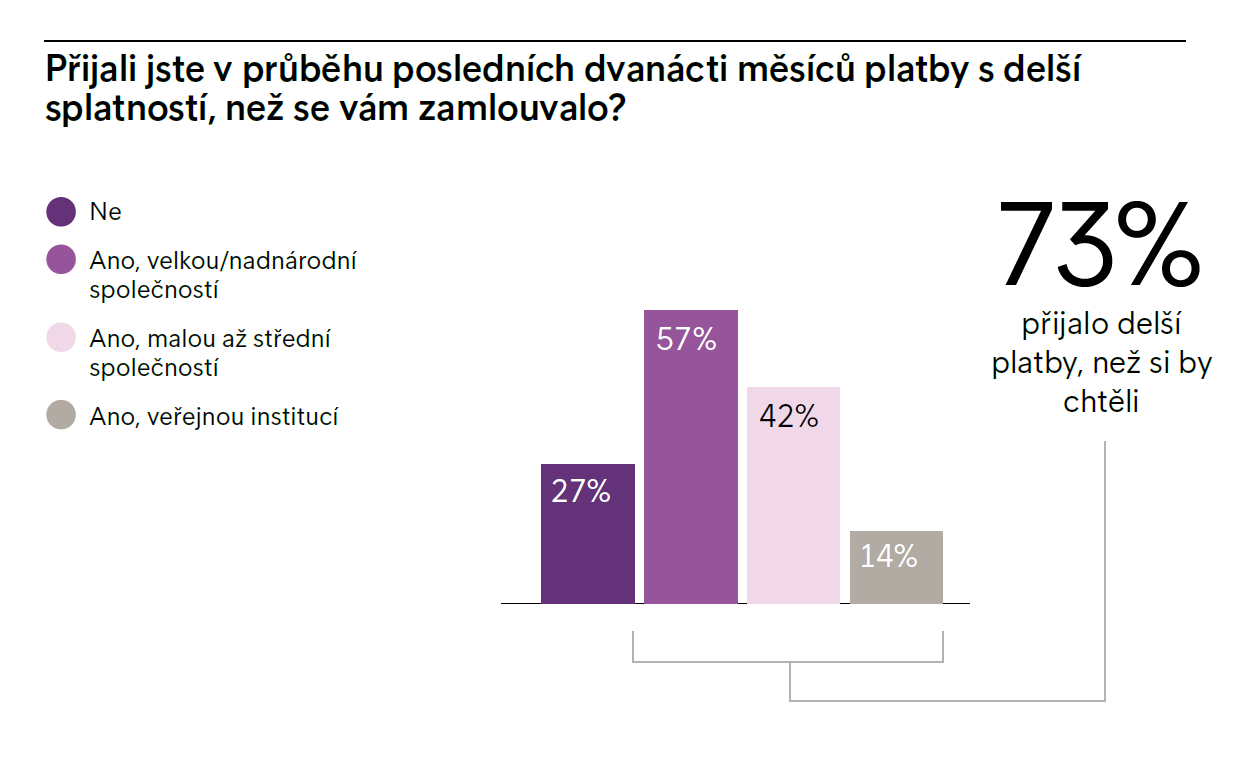 Přijali jste v průběhu posledních dvanácti měsíců platby s delší
splatností, než se vám zamlouvalo?
Ne
Ano, velkou/nadnárodní
společností
Ano, malou až střední
společností
Ano, veřejnou institucí
27%
57%
42%
14%
73%
přijalo delší
platby, než si by
chtěli